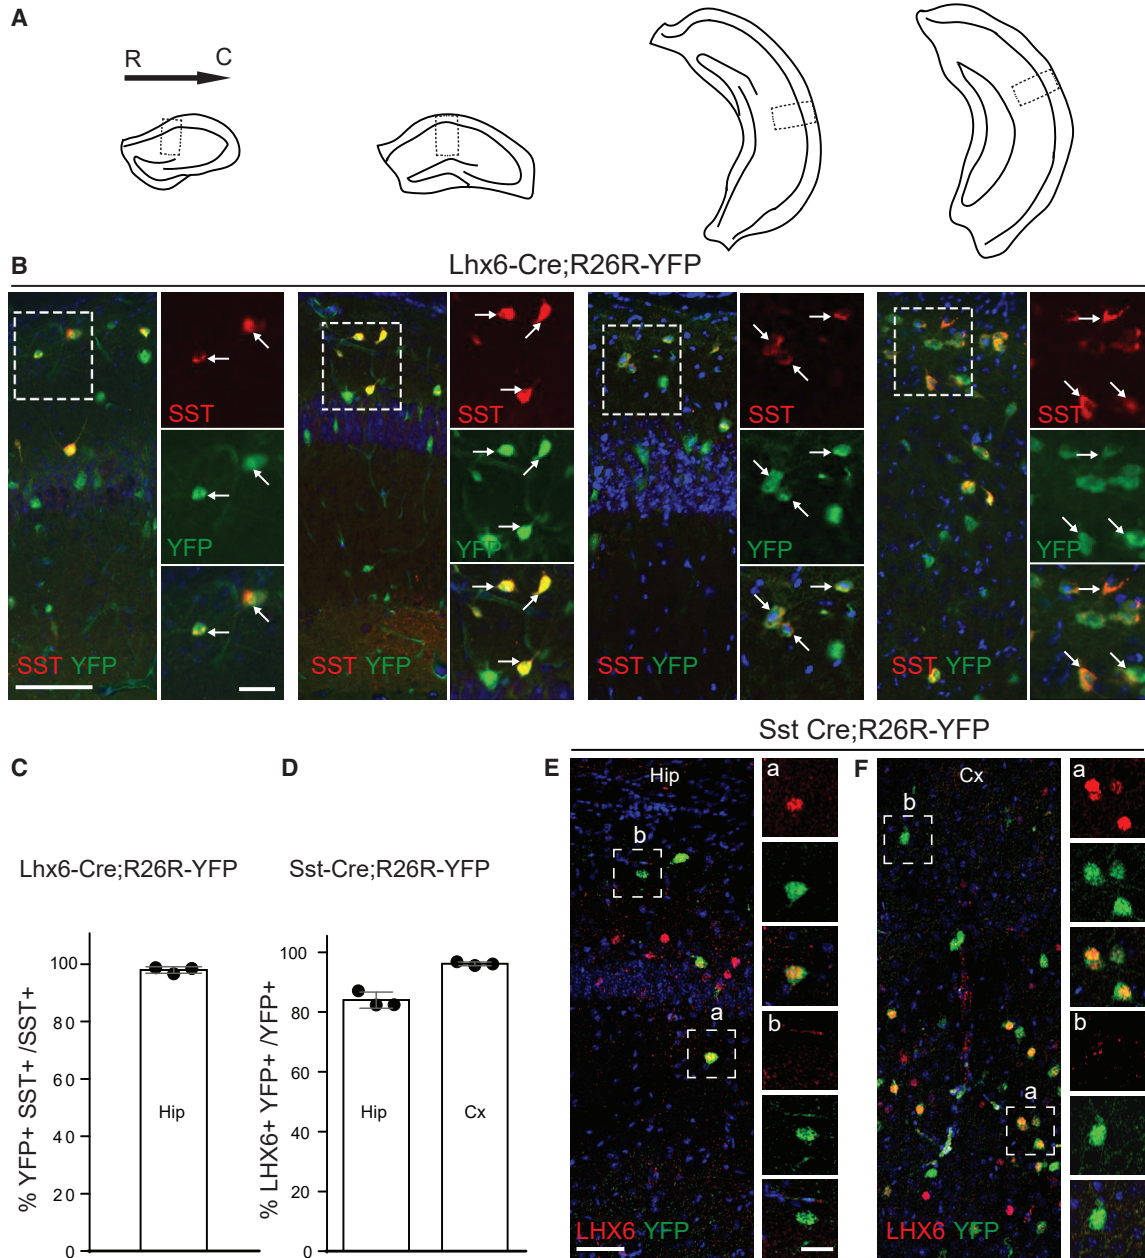 A
R C
B
Lhx6-Cre;R26R-YFP
SST
SST
SST
SST
YFP
YFP
YFP
YFP
SST YFP
SST YFP
SST YFP
SST YFP
Sst Cre;R26R-YFP
C
D
E
Hip
a
F
Cx
a
b
b
Lhx6-Cre;R26R-YFP
Sst-Cre;R26R-YFP
% YFP+ SST+ /SST+
100
80
60
40
20
0
Hip
% LHX6+ YFP+ /YFP+
100
80
60
40
20
0
Hip
Cx
a
b
a
b
LHX6 YFP
LHX6 YFP